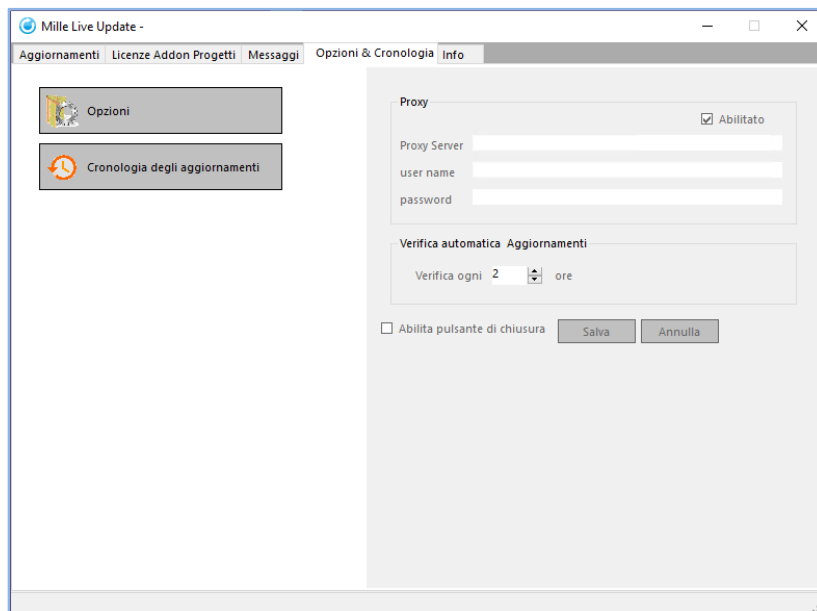 Mille Live Update -
Aggiornamenti Licenze Addon Progetti Messaggi Opzioni & Cronologia Info
Opzioni
Cronologia degli aggiornamenti
Proxy
Abilitato
Proxy Server
user name
password
Verifica automatica Aggiornamenti
Verifica ogni 2 ore
Abilita pulsante di chiusura Salva Annulla